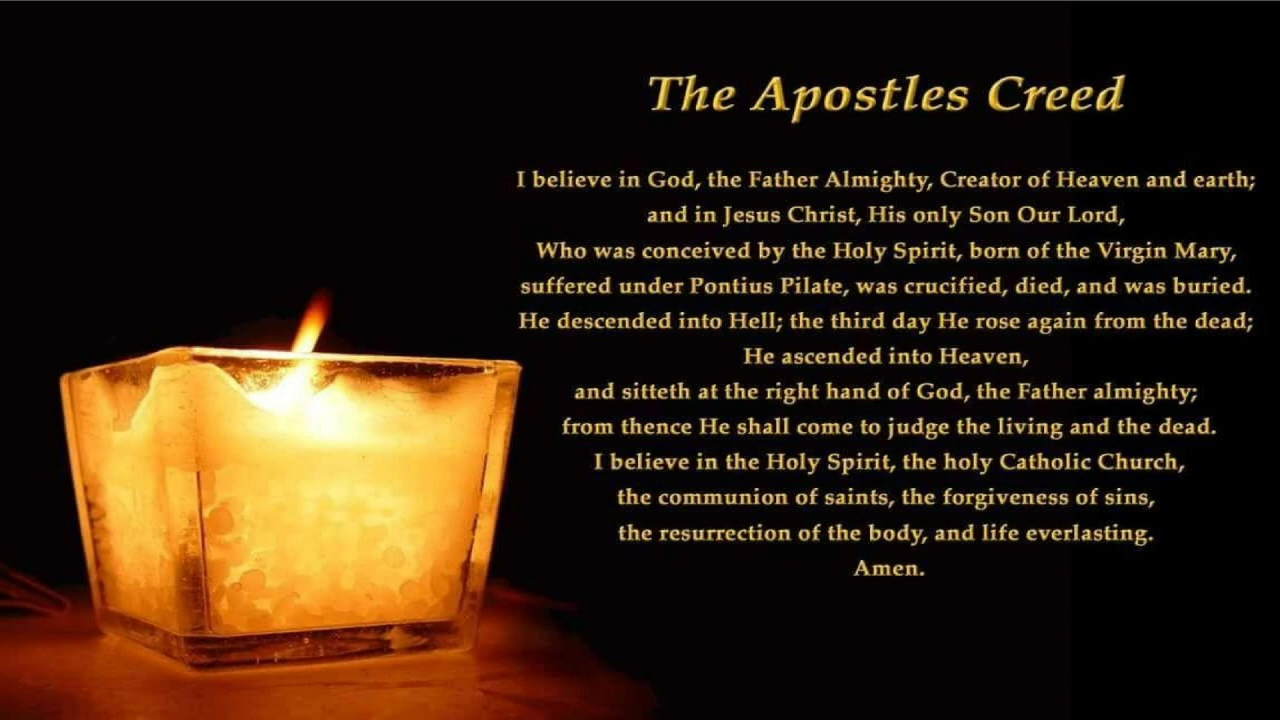 The Apostles Creed
I believe in God, the Father Almighty, Creator of Heaven and earth;
and in Jesus Christ, His only Son Our Lord,
Who was conceived by the Holy Spirit, born of the Virgin Mary,
suffered under Pontius Pilate, was crucified, died, and was buried.
He descended into Hell; the third day He rose again from the dead;
He ascended into Heaven,
and sitteth at the right hand of God, the Father almighty;
from thence He shall come to judge the living and the dead.
I believe in the Holy Spirit, the holy Catholic Church,
the communion of saints, the forgiveness of sins,
the resurrection of the body, and life everlasting.
Amen.